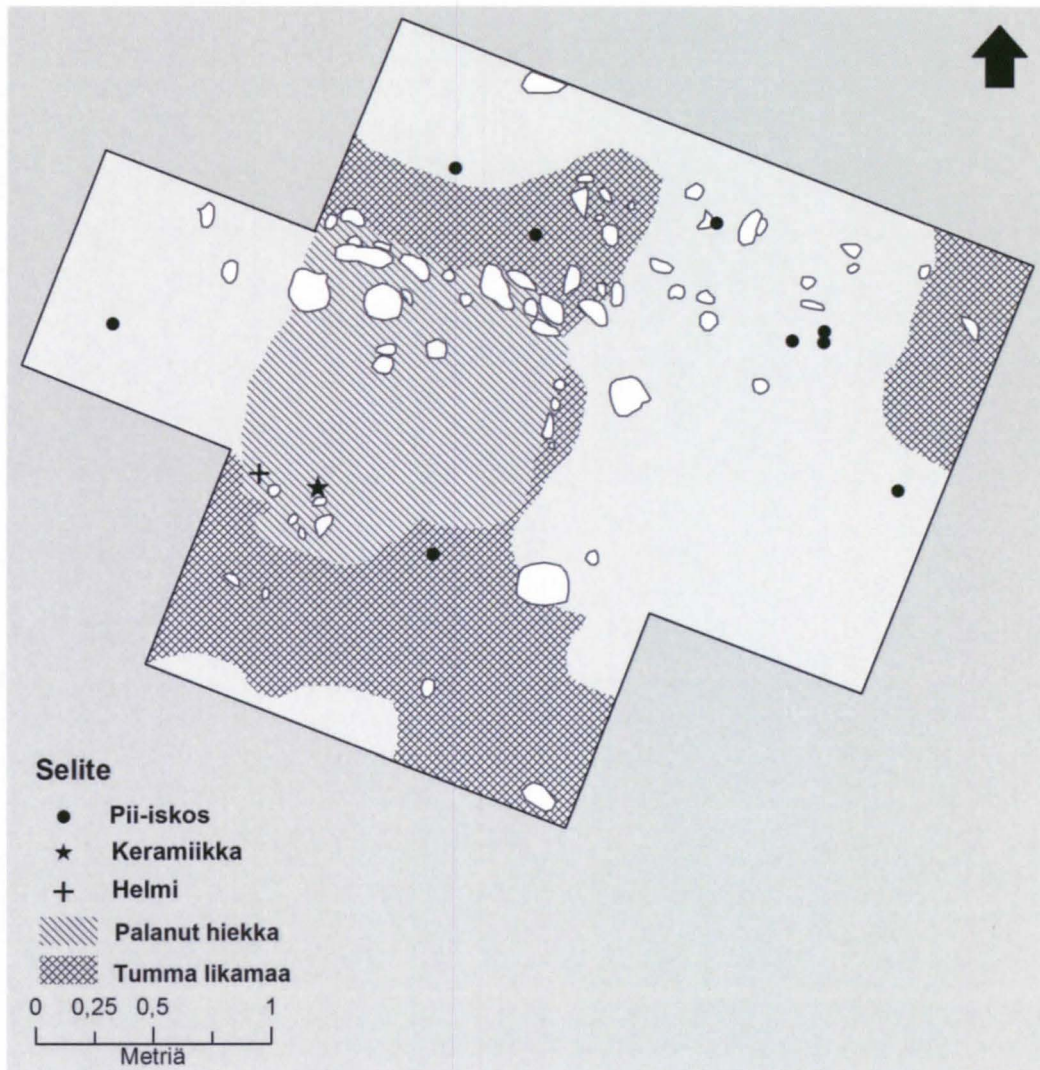 Selite
Pii-iskos
Keramiikka
Helmi
Palanut hiekka
Tumma likamaa
0 0,25 0,5 1
Metriä